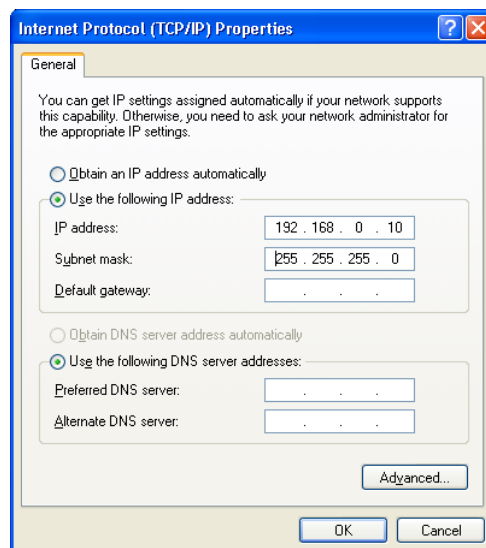 Internet Protocol (TCP/IP) Properties
General
You can get IP settings assigned automatically if your network supports
this capability. Otherwise, you need to ask your network administrator for
the appropriate IP settings.
Obtain an IP address automatically
Use the following IP address:
IP address: 192 . 168 . 0 . 10
Subnet mask: 255 . 255 . 255 . 0
Default gateway: . . .
Obtain DNS server address automatically
Use the following DNS server addresses:
Preferred DNS server: . . .
Alternate DNS server: . . .
Advanced...
OK Cancel